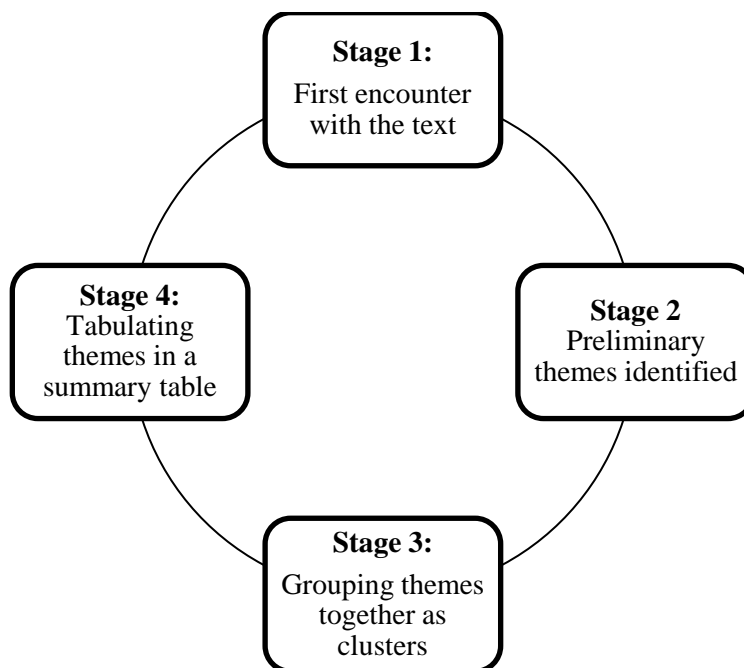 Stage 1:
First encounter
with the text
Stage 2
Preliminary
themes identified
Stage 3:
Grouping themes
together as
clusters
Stage 4:
Tabulating
themes in a
summary table